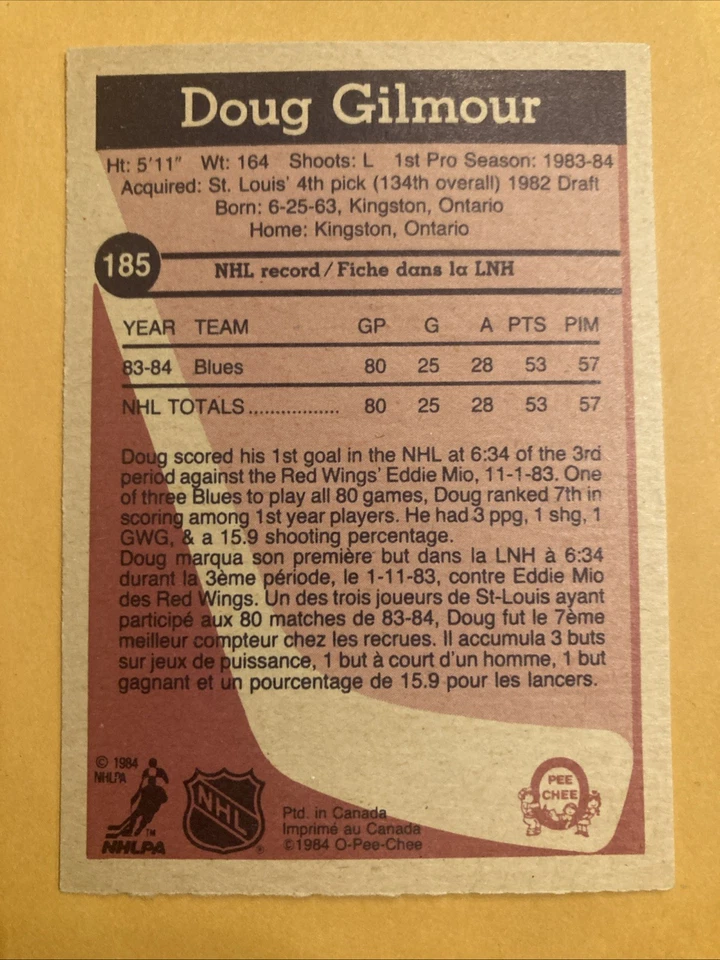 Doug Gilmour
Ht: 5'11" Wt: 164 Shoots: L 1st Pro Season: 1983-84
Acquired: St. Louis' 4th pick (134th overall) 1982 Draft
Born: 6-25-63, Kingston, Ontario
Home: Kingston, Ontario
185
NHL record/Fiche dans la LNH
YEAR TEAM GP G A PTS PIM
83-84 Blues 80 25 28 53 57
NHL TOTALS ................. 80 25 28 53 57
Doug scored his 1st goal in the NHL at 6:34 of the 3rd
period against the Red Wings' Eddie Mio, 11-1-83. One
of three Blues to play all 80 games, Doug ranked 7th in
scoring among 1st year players. He had 3 ppg, 1 shg, 1
GWG, & a 15.9 shooting percentage.
Doug marqua son première but dans la LNH à 6:34
durant la 3ème période, le 1-11-83, contre Eddie Mio
des Red Wings. Un des trois joueurs de St-Louis ayant
participé aux 80 matches de 83-84, Doug fut le 7ème
meilleur compteur chez les recrues. Il accumula 3 buts
sur jeux de puissance, 1 but à court d'un homme, 1 but
gagnant et un pourcentage de 15.9 pour les lancers.
© 1984
NHLPA
TM
NHLPA
NHL
®
Ptd. in Canada
Imprimé au Canada
©1984 O-Pee-Chee
O
PEE
CHEE